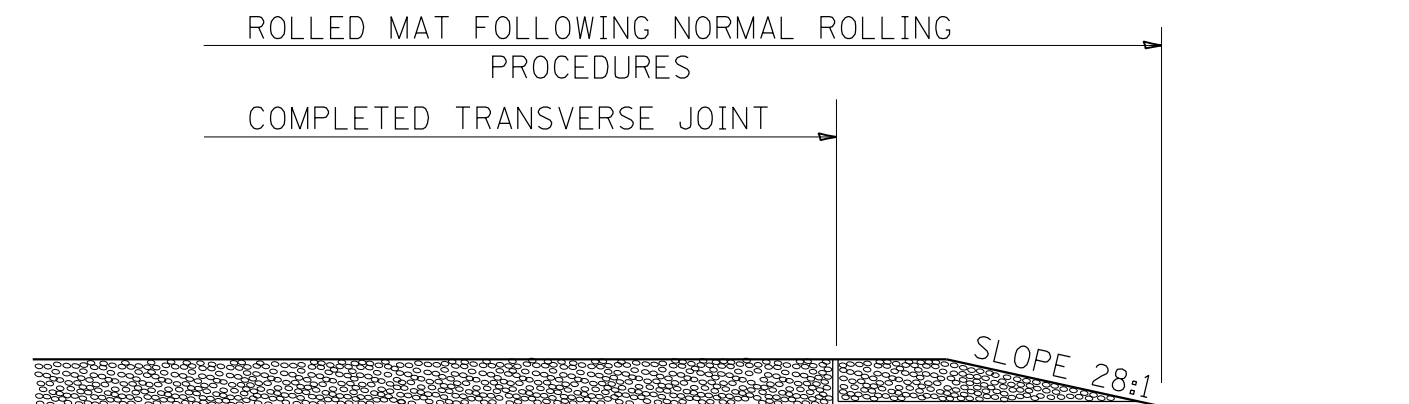 ROLLED MAT FOLLOWING NORMAL ROLLING
PROCEDURES
COMPLETED TRANSVERSE JOINT
SLOPE 28:1